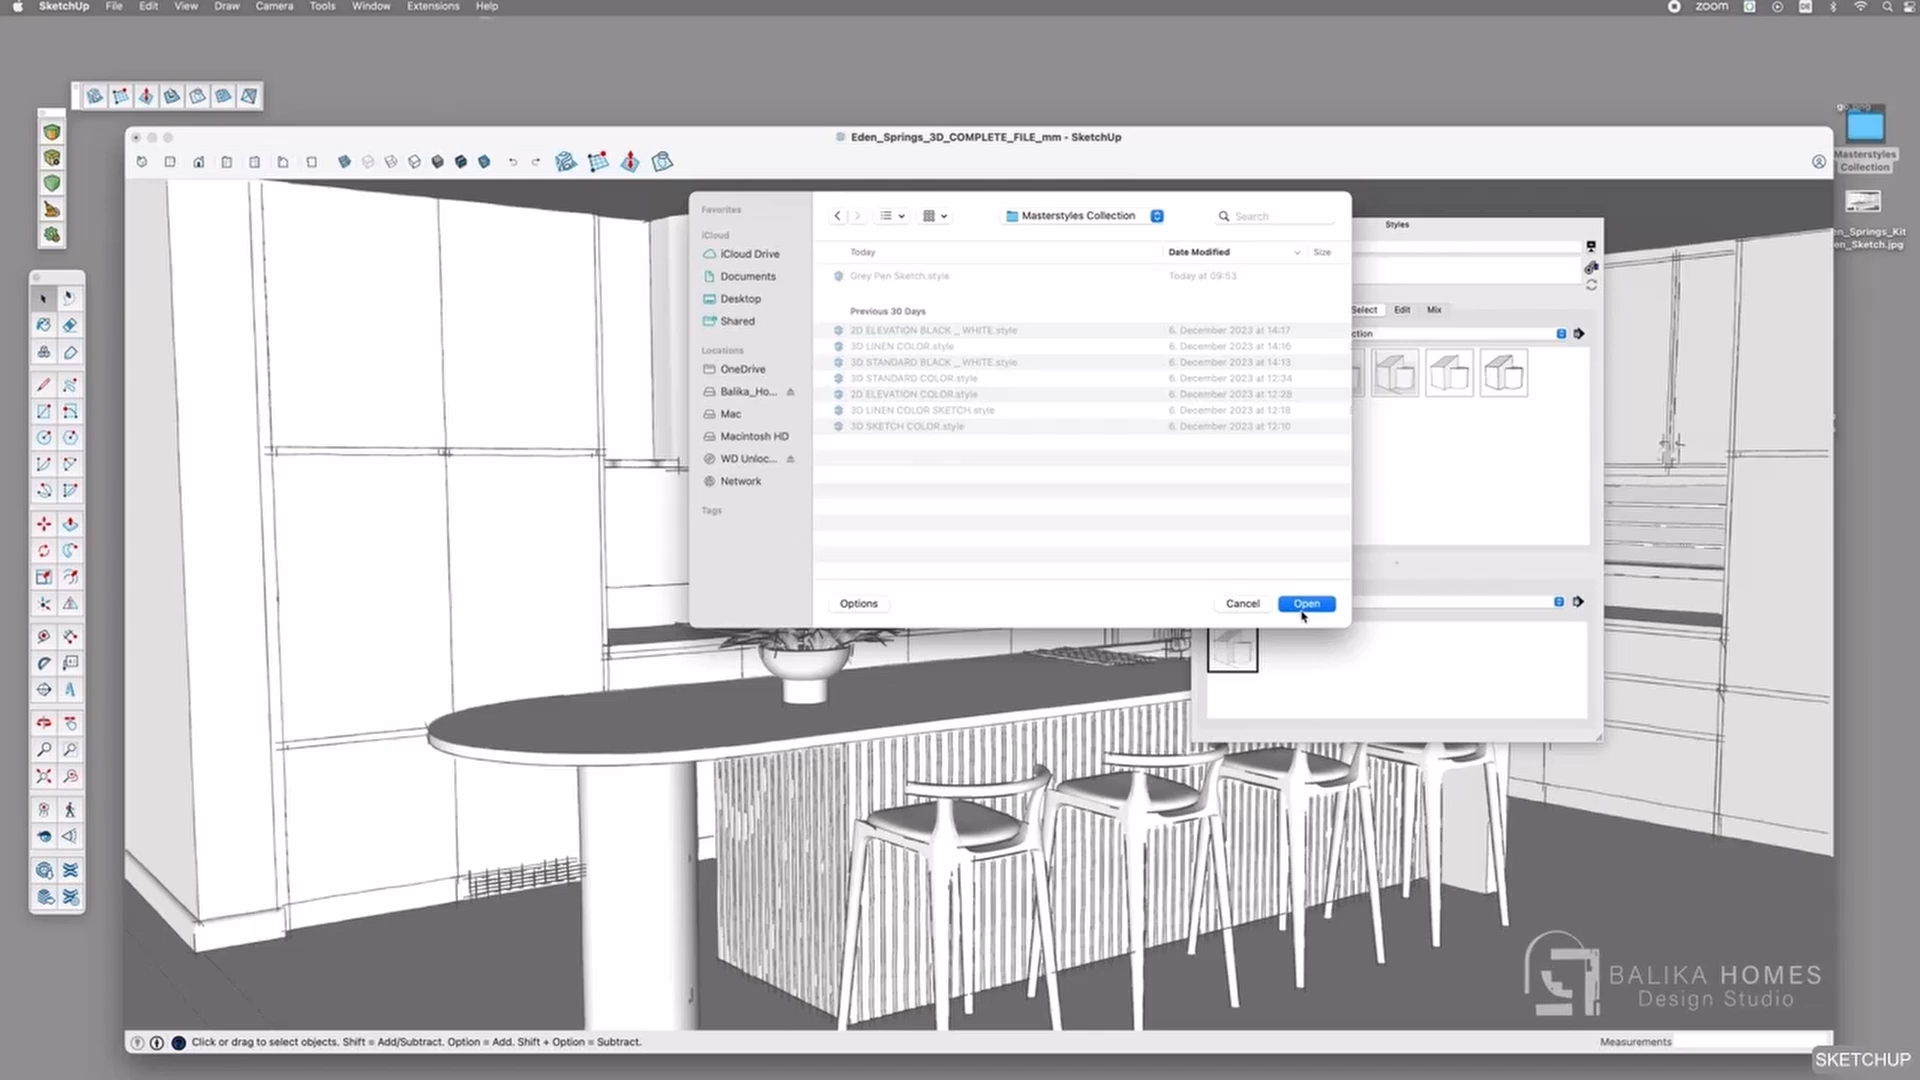 SketchUp File Edit View Draw Camera Tools Window Extensions Help
zoom
Eden_Springs_3D_COMPLETE_FILE_mm - SketchUp
Masterstyles
Collection
en_Springs_Kit
en_Sketch.jpg
Favorites
iCloud
iCloud Drive
Documents
Desktop
Shared
Locations
OneDrive
Balika_Ho...
Mac
Macintosh HD
WD Unloc...
Network
Tags
Masterstyles Collection
Search
Today Date Modified Size
Grey Pen Sketch.style Today at 09:53
Previous 30 Days
2D ELEVATION BLACK _ WHITE.style 6. December 2023 at 14:17
3D LINEN COLOR.style 6. December 2023 at 14:16
3D STANDARD BLACK _ WHITE.style 6. December 2023 at 14:13
3D STANDARD COLOR.style 6. December 2023 at 12:34
2D ELEVATION COLOR.style 6. December 2023 at 12:28
3D LINEN COLOR SKETCH.style 6. December 2023 at 12:18
3D SKETCH COLOR.style 6. December 2023 at 12:10
Options Cancel Open
Styles
Select Edit Mix
ction
BALIKA HOMES
Design Studio
Click or drag to select objects. Shift = Add/Subtract. Option = Add. Shift + Option = Subtract.
Measurements
SKETCHUP